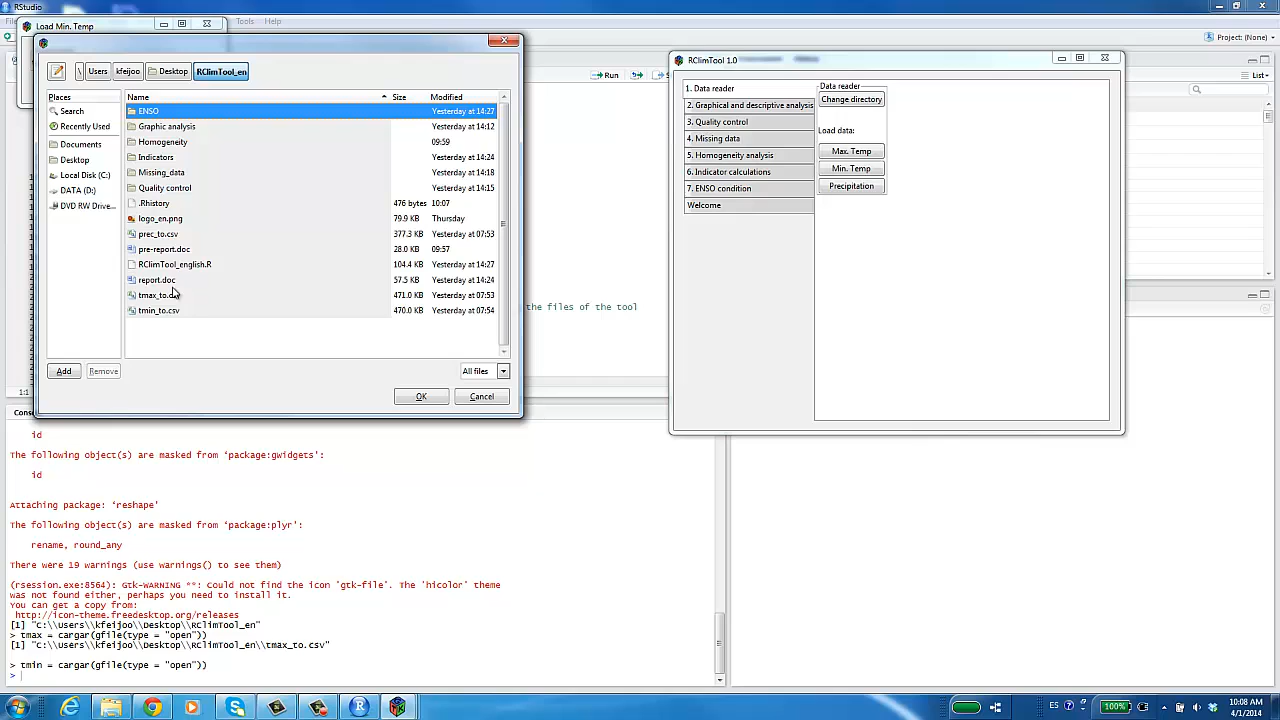 RStudio
Load Min. Temp
Tools Help
Project: (None)
\ Users kfeijoo Desktop RClimTool_en
Places
Search
Recently Used
Documents
Desktop
Local Disk (C:)
DATA (D:)
DVD RW Drive...
Name Size Modified
ENSO Yesterday at 14:27
Graphic analysis Yesterday at 14:12
Homogeneity 09:59
Indicators Yesterday at 14:24
Missing_data Yesterday at 14:18
Quality control Yesterday at 14:15
.Rhistory 476 bytes 10:07
logo_en.png 79.9 KB Thursday
prec_to.csv 377.3 KB Yesterday at 07:53
pre-report.doc 28.0 KB 09:57
RClimTool_english.R 104.4 KB Yesterday at 14:27
report.doc 57.5 KB Yesterday at 14:24
471.0 KB Yesterday at 07:53
tmin_to.csv 470.0 KB Yesterday at 07:54
Add Remove
All files
OK Cancel
Run
List
RClimTool 1.0
1. Data reader
2. Graphical and descriptive analysis
3. Quality control
4. Missing data
5. Homogeneity analysis
6. Indicator calculations
7. ENSO condition
Welcome
Data reader
Change directory
Load data:
Max. Temp
Min. Temp
Precipitation
the files of the tool
1:1
id
The following object(s) are masked from ‘package:gwidgets’:
id
Attaching package: ‘reshape’
The following object(s) are masked from ‘package:plyr’:
rename, round_any
There were 19 warnings (use warnings() to see them)
(rsession.exe:8564): Gtk-WARNING **: Could not find the icon 'gtk-file'. The 'hicolor' theme
was not found either, perhaps you need to install it.
You can get a copy from:
http://icon-theme.freedesktop.org/releases
[1] "C:\\Users\\kfeijoo\\Desktop\\RClimTool_en"
> tmax = cargar(gfile(type = "open"))
[1] "C:\\Users\\kfeijoo\\Desktop\\RClimTool_en\\tmax_to.csv"
> tmin = cargar(gfile(type = "open"))
>
ES
100%
10:08 AM
4/1/2014